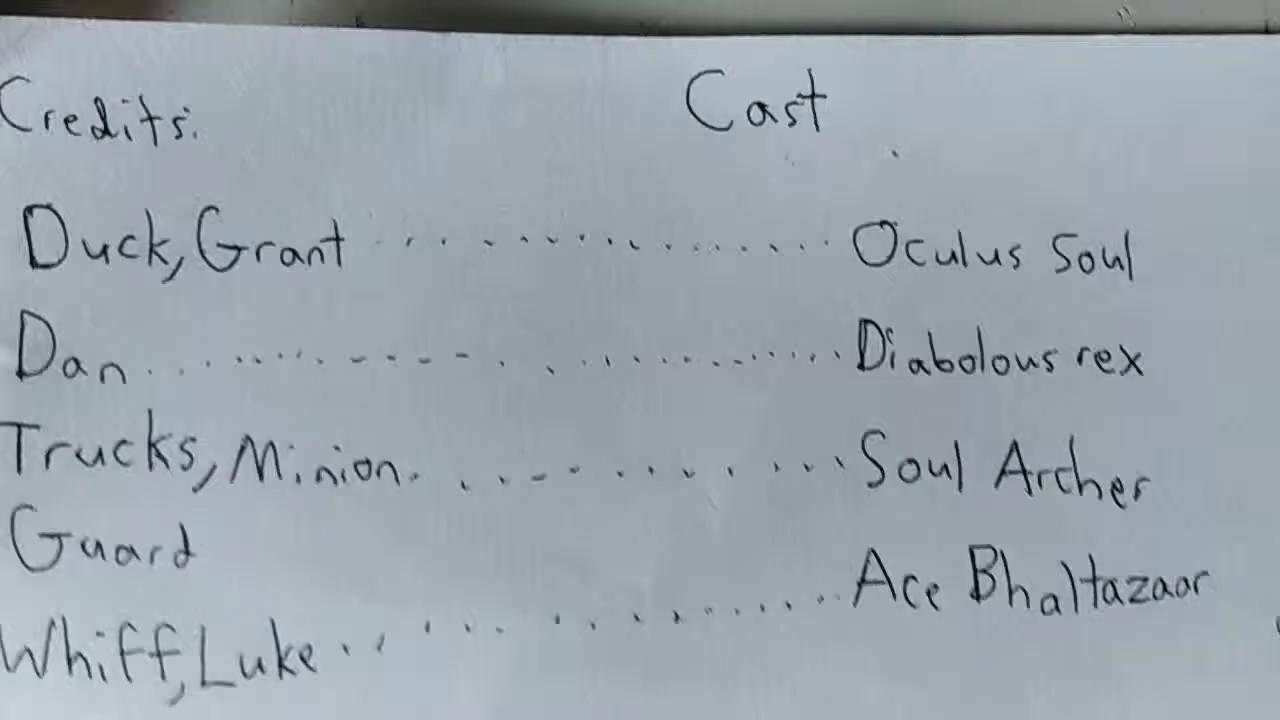 Credits: Cast
Duck, Grant .......... Oculus Soul
Dan .......... Diabolous rex
Trucks, Minion .......... Soul Archer
Guard
Whiff, Luke .......... Ace Bhaltazaar